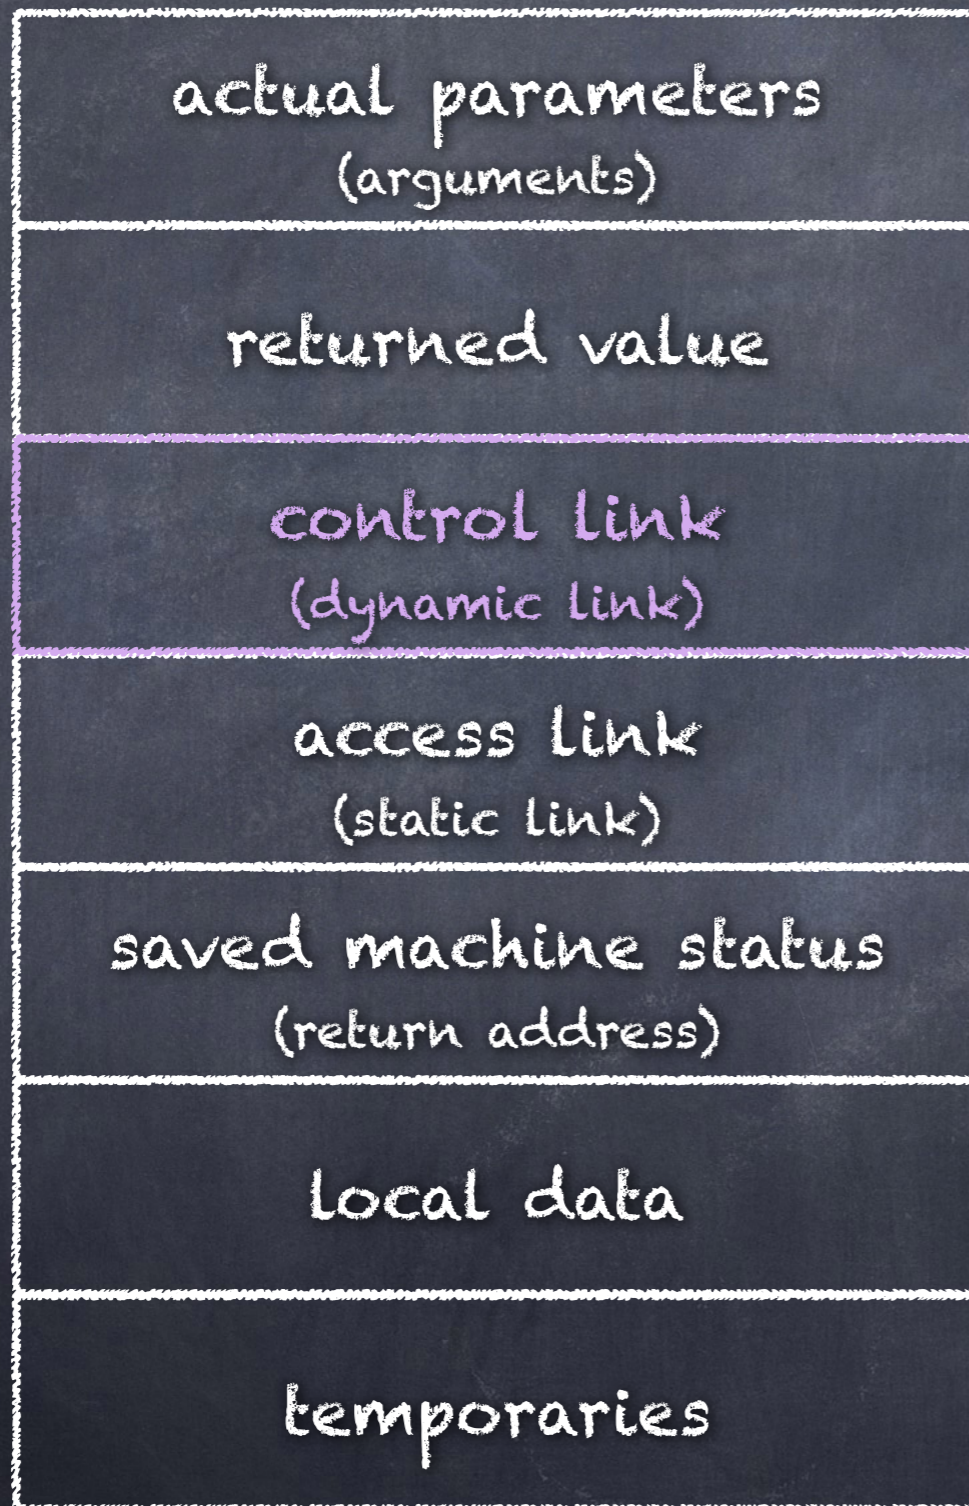 actual parameters
(arguments)
returned value
control link
(dynamic link)
access link
(static link)
saved machine status
(return address)
local data
temporaries